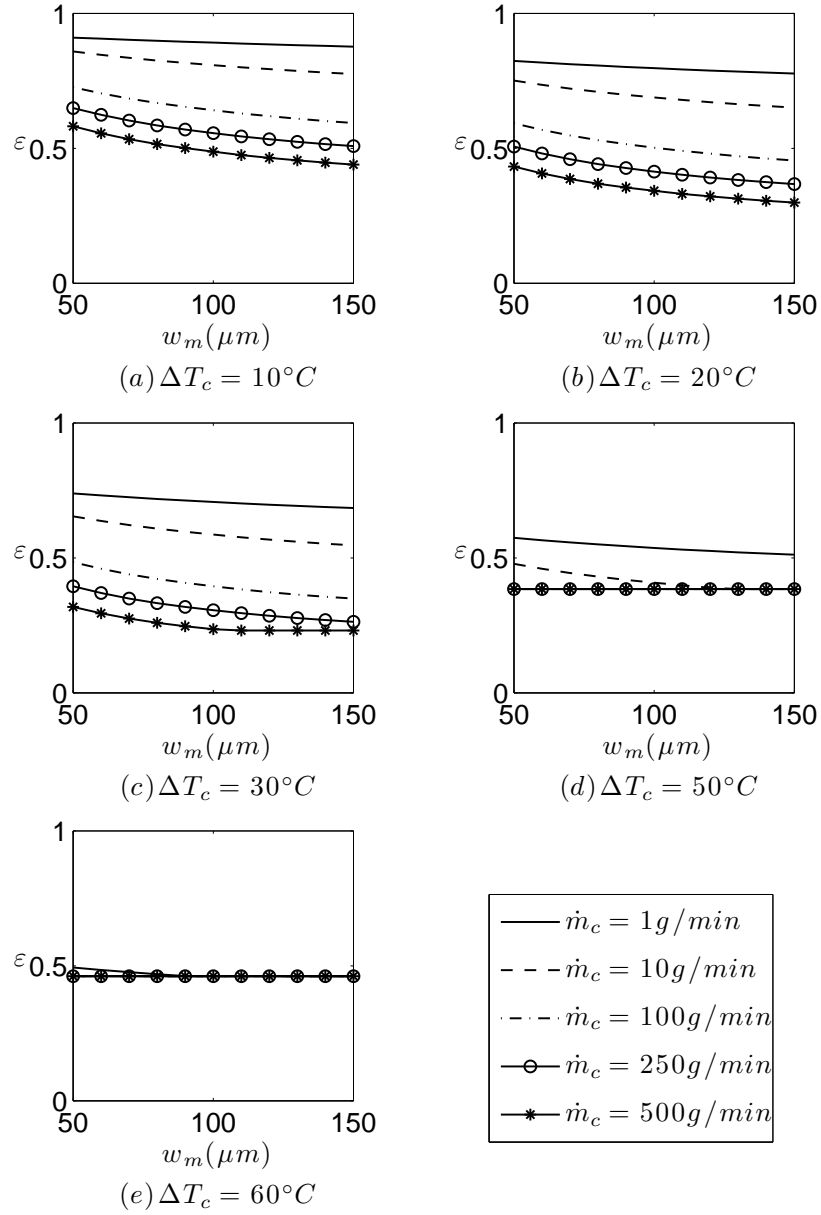 1
ε
0.5
0
50 100 150
w_m(μm)
(a) ΔT_c = 10°C
1
ε
0.5
0
50 100 150
w_m(μm)
(b) ΔT_c = 20°C
1
ε
0.5
0
50 100 150
w_m(μm)
(c) ΔT_c = 30°C
1
ε
0.5
0
50 100 150
w_m(μm)
(d) ΔT_c = 50°C
1
ε
0.5
0
50 100 150
w_m(μm)
(e) ΔT_c = 60°C
ṁ_c = 1g/min
ṁ_c = 10g/min
ṁ_c = 100g/min
ṁ_c = 250g/min
ṁ_c = 500g/min